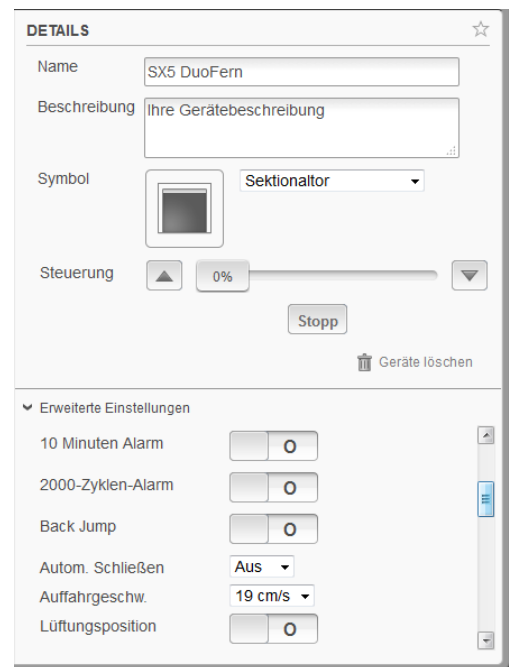 DETAILS
Name SX5 DuoFern
Beschreibung Ihre Gerätebeschreibung
Symbol Sektionaltor
Steuerung 0%
Stopp
Geräte löschen
Erweiterte Einstellungen
10 Minuten Alarm O
2000-Zyklen-Alarm O
Back Jump O
Autom. Schließen Aus
Auffahrgeschw. 19 cm/s
Lüftungsposition O